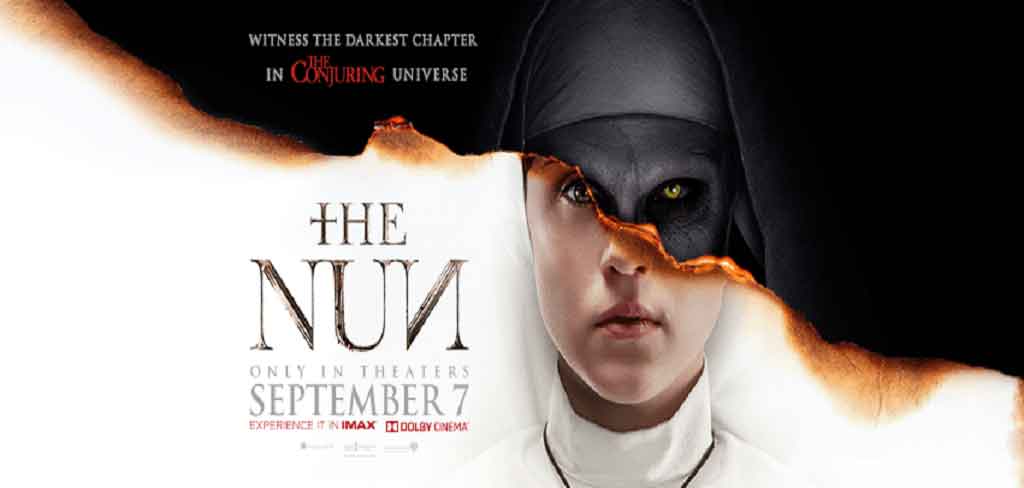 WITNESS THE DARKEST CHAPTER
IN THE CONJURING UNIVERSE
THE
NUN
ONLY IN THEATERS
SEPTEMBER 7
EXPERIENCE IT IN IMAX DOLBY CINEMA